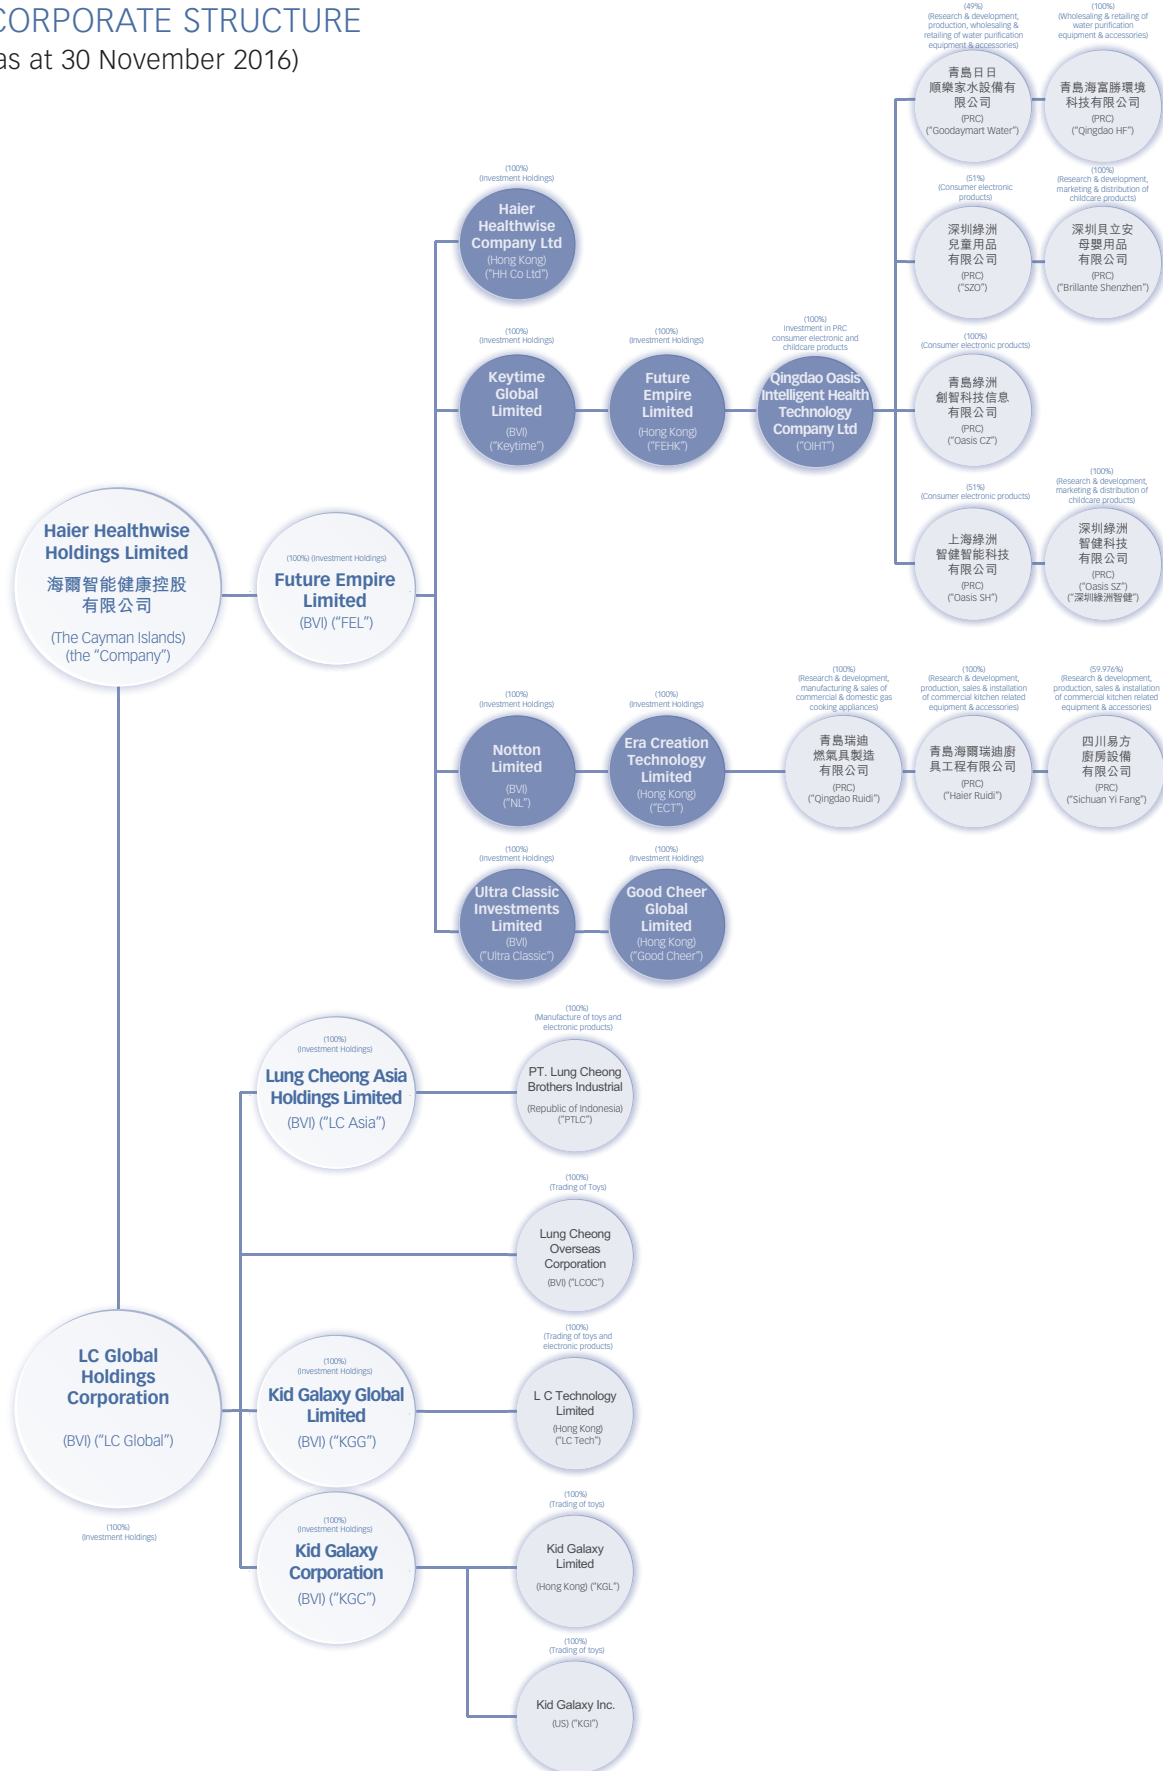 CORPORATE STRUCTURE
as at 30 November 2016)
(49%)
(Research & development,
production, wholesaling &
retailing of water purification
equipment & accessories)
青島日日
順樂家水設備有
限公司
(PRC)
("Goodaymart Water")
(100%)
(Wholesaling & retailing of
water purification
equipment & accessories)
青島海富勝環境
科技有限公司
(PRC)
("Qingdao HF")
(51%)
(Consumer electronic
products)
深圳綠洲
兒童用品
有限公司
(PRC)
("SZO")
(100%)
(Research & development,
marketing & distribution of
childcare products)
深圳貝立安
母嬰用品
有限公司
(PRC)
("Brillante Shenzhen")
(100%)
(Investment Holdings)
Haier
Healthwise
Company Ltd
(Hong Kong)
("HH Co Ltd")
(100%)
(Investment Holdings)
Keytime
Global
Limited
(BVI)
("Keytime")
(100%)
(Investment Holdings)
Future
Empire
Limited
(Hong Kong)
("FEHK")
(100%)
Investment in PRC
consumer electronic and
childcare products
Qingdao Oasis
Intelligent Health
Technology
Company Ltd
("OIHT")
(100%)
(Consumer electronic products)
青島綠洲
創智科技信息
有限公司
(PRC)
("Oasis CZ")
(51%)
(Consumer electronic products)
上海綠洲
智健智能科技
有限公司
(PRC)
("Oasis SH")
(100%)
(Research & development,
marketing & distribution of
childcare products)
深圳綠洲
智健科技
有限公司
(PRC)
("Oasis SZ")
("深圳綠洲智健")
Haier Healthwise
Holdings Limited
海爾智能健康控股
有限公司
(The Cayman Islands)
(the "Company")
(100%) (Investment Holdings)
Future Empire
Limited
(BVI) ("FEL")
(100%)
(Investment Holdings)
Notton
Limited
(BVI)
("NL")
(100%)
(Investment Holdings)
Era Creation
Technology
Limited
(Hong Kong)
("ECT")
(100%)
(Research & development,
manufacturing & sales of
commercial & domestic gas
cooking appliances)
青島瑞迪
燃氣具製造
有限公司
(PRC)
("Qingdao Ruidi")
(100%)
(Research & development,
production, sales & installation
of commercial kitchen related
equipment & accessories)
青島海爾瑞迪廚
具工程有限公司
(PRC)
("Haier Ruidi")
(59.976%)
(Research & development,
production, sales & installation
of commercial kitchen related
equipment & accessories)
四川易方
廚房設備
有限公司
(PRC)
("Sichuan Yi Fang")
(100%)
(Investment Holdings)
Ultra Classic
Investments
Limited
(BVI)
("Ultra Classic")
(100%)
(Investment Holdings)
Good Cheer
Global
Limited
(Hong Kong)
("Good Cheer")
(100%)
(Investment Holdings)
Lung Cheong Asia
Holdings Limited
(BVI) ("LC Asia")
(100%)
(Manufacture of toys and
electronic products)
PT. Lung Cheong
Brothers Industrial
(Republic of Indonesia)
("PTLC")
(100%)
(Trading of Toys)
Lung Cheong
Overseas
Corporation
(BVI) ("LCOC")
LC Global
Holdings
Corporation
(BVI) ("LC Global")
(100%)
(Investment Holdings)
(100%)
(Investment Holdings)
Kid Galaxy Global
Limited
(BVI) ("KGG")
(100%)
(Trading of toys and
electronic products)
L C Technology
Limited
(Hong Kong)
("LC Tech")
(100%)
(Investment Holdings)
Kid Galaxy
Corporation
(BVI) ("KGC")
(100%)
(Trading of toys)
Kid Galaxy
Limited
(Hong Kong) ("KGL")
(100%)
(Trading of toys)
Kid Galaxy Inc.
(US) ("KGI")